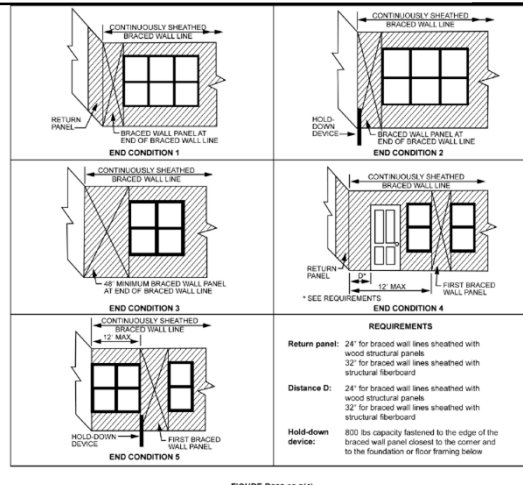 CONTINUOUSLY SHEATHED
BRACED WALL LINE
RETURN
PANEL
BRACED WALL PANEL AT
END OF BRACED WALL LINE
END CONDITION 1
CONTINUOUSLY SHEATHED
BRACED WALL LINE
HOLD-
DOWN
DEVICE
BRACED WALL PANEL AT
END OF BRACED WALL LINE
END CONDITION 2
CONTINUOUSLY SHEATHED
BRACED WALL LINE
48" MINIMUM BRACED WALL PANEL
AT END OF BRACED WALL LINE
END CONDITION 3
CONTINUOUSLY SHEATHED
BRACED WALL LINE
RETURN
PANEL
D*
12' MAX
FIRST BRACED
WALL PANEL
* SEE REQUIREMENTS
END CONDITION 4
CONTINUOUSLY SHEATHED
BRACED WALL LINE
12' MAX
HOLD-DOWN
DEVICE
FIRST BRACED
WALL PANEL
END CONDITION 5
REQUIREMENTS
Return panel: 24" for braced wall lines sheathed with
wood structural panels
32" for braced wall lines sheathed with
structural fiberboard
Distance D: 24" for braced wall lines sheathed with
wood structural panels
32" for braced wall lines sheathed with
structural fiberboard
Hold-down 800 lbs capacity fastened to the edge of the
device: braced wall panel closest to the corner and
to the foundation or floor framing below
FIGURE